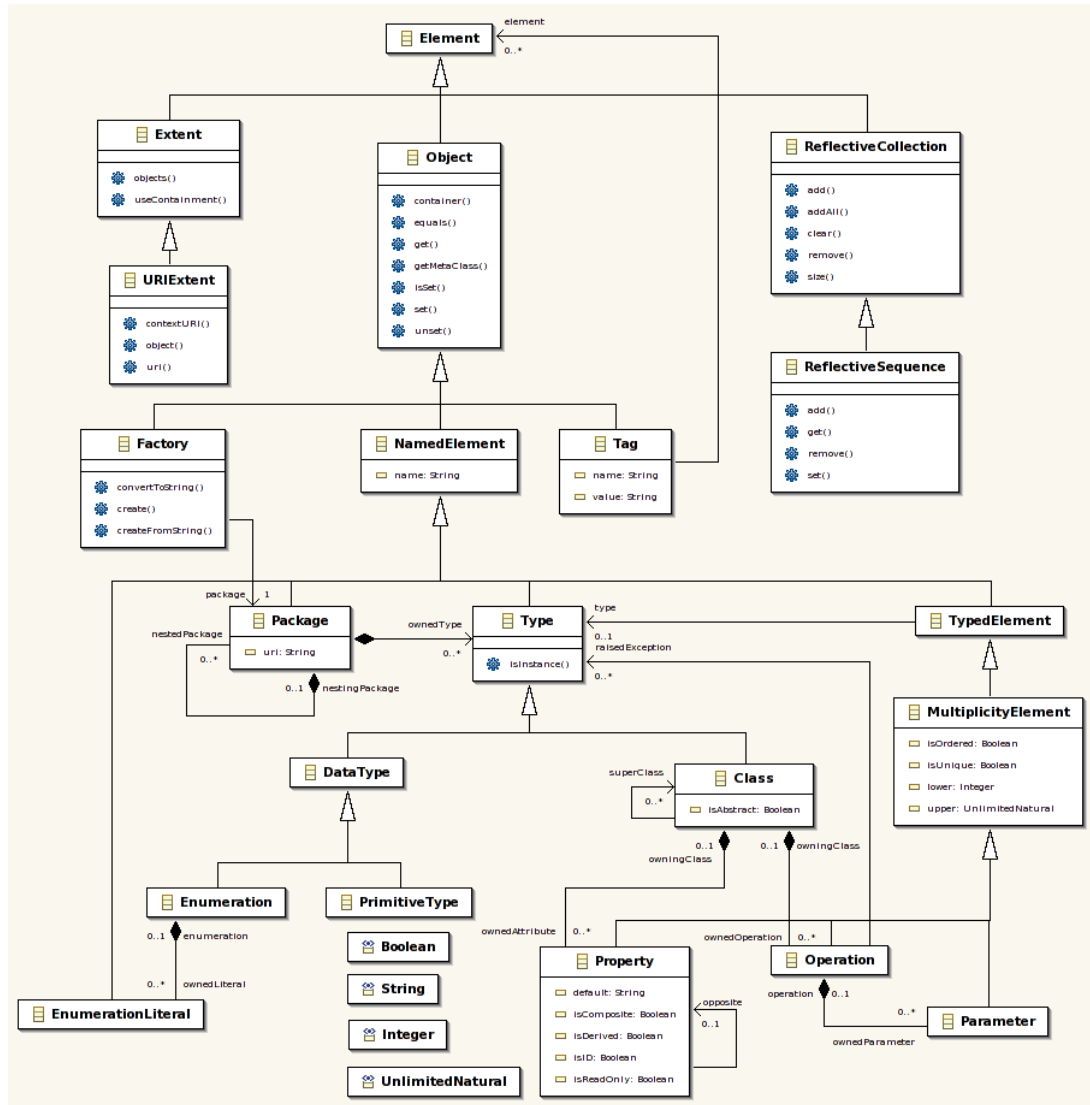 element
Element
0..*
Extent
objects()
useContainment()
Object
container()
equals()
get()
getMetaClass()
isSet()
set()
unset()
ReflectiveCollection
add()
addAll()
clear()
remove()
size()
URIExtent
contextURI()
object()
uri()
ReflectiveSequence
add()
get()
remove()
set()
Factory
convertToString()
create()
createFromString()
NamedElement
name: String
Tag
name: String
value: String
package
1
Package
uri: String
nestedPackage
0..*
0..1
nestingPackage
ownedType
0..*
Type
isInstance()
type
0..1
raisedException
0..*
TypedElement
MultiplicityElement
isOrdered: Boolean
isUnique: Boolean
lower: Integer
upper: UnlimitedNatural
DataType
superClass
0..*
Class
isAbstract: Boolean
0..1
owningClass
0..1
owningClass
Enumeration
PrimitiveType
0..1
enumeration
0..*
ownedLiteral
EnumerationLiteral
Boolean
String
Integer
UnlimitedNatural
ownedAttribute
0..*
Property
default: String
isComposite: Boolean
isDerived: Boolean
isID: Boolean
isReadOnly: Boolean
opposite
0..1
ownedOperation
0..*
Operation
operation
0..1
0..*
ownedParameter
Parameter